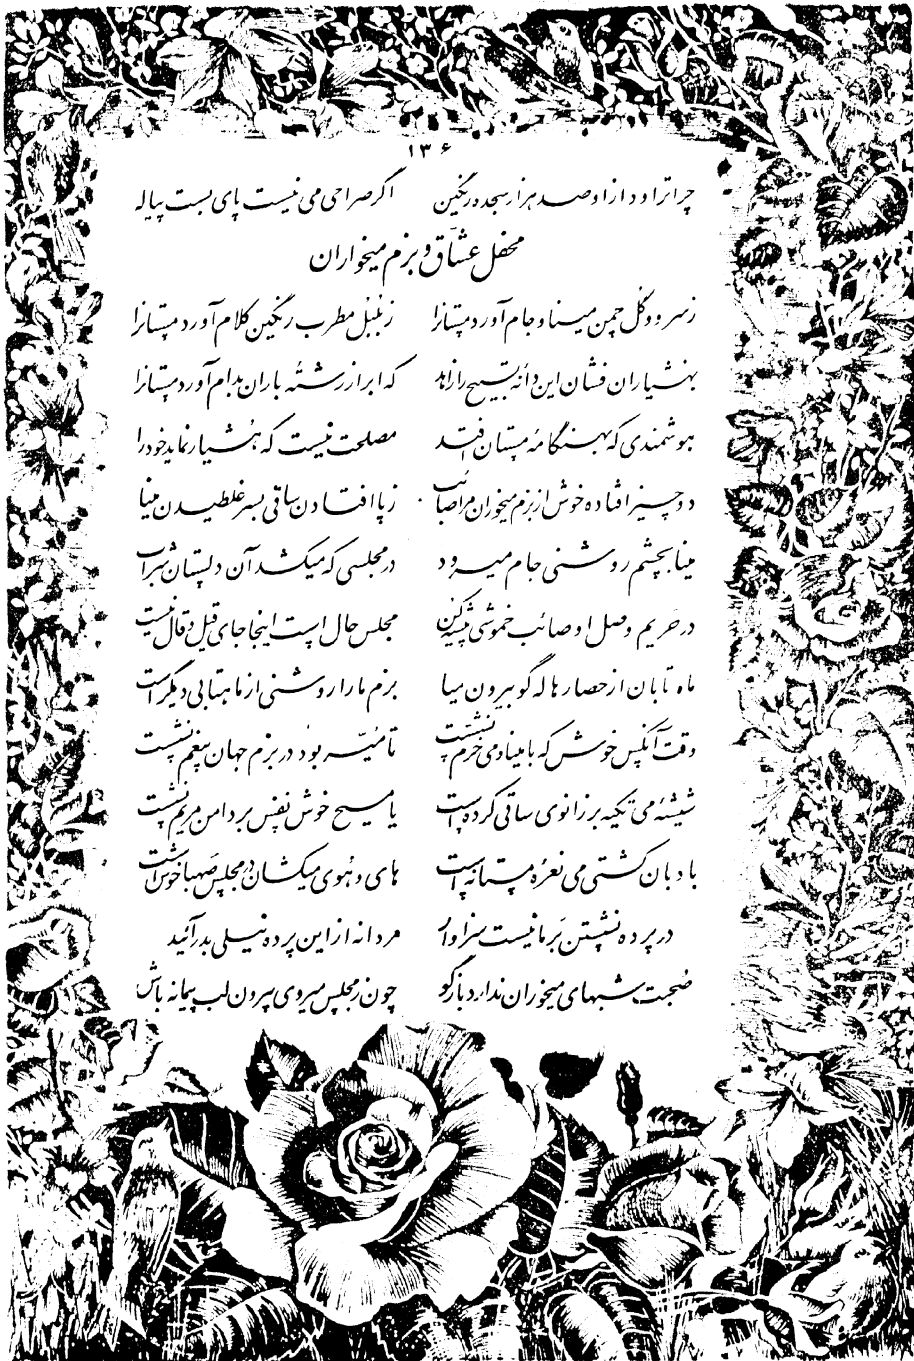 ۱۳۶
چرا تراود از او صد هزار سجده رنگین اگر صراحی می نیست پای بست پیاله
محفل عشاق و بزم میخواران
ز سرو و گل چمن مینا و جام آورد مستانرا ز بلبل مطرب رنگین کلام آورد مستانرا
بهشیاران فشان این دانهٔ تسبیح را زاهد که ابر از رشتهٔ باران بدام آورد مستانرا
هوشمندی که بهنگامهٔ مستان افتد مصلحت نیست که هشیار نماید خود را
دو چیز افتاده خوش از بزم میخوران مرا صائب ز پا افتادن ساقی بسر غلطیدن مینا
مینا بچشم روشنی جام میرود در مجلسی که میکشد آن دلستان شراب
در حریم وصل او صائب خموشی پیشه کن مجلس حال است اینجا جای قیل و قال نیست
ماه تابان از حصار هاله گو بیرون میا بزم ما را روشنی از ماهتابی دیگر است
وقت آنکس خوش که با مینای می خرم نشست تا میسر بود در بزم جهان بیغم نشست
شیشهٔ می تکیه بر زانوی ساقی کرده است یا مسیح خوش نفس بر دامن مریم نشست
بادبان کشتی می نعرهٔ مستانه است های و هوی میکشان در مجلس صهبا خوش است
در پرده نشستن بر ما نیست سزاوار مردانه از این پرده نیلی بدر آئید
صحبت شبهای میخوران ندارد بازگو چون ز مجلس میروی بیرون لب پیمانه باش